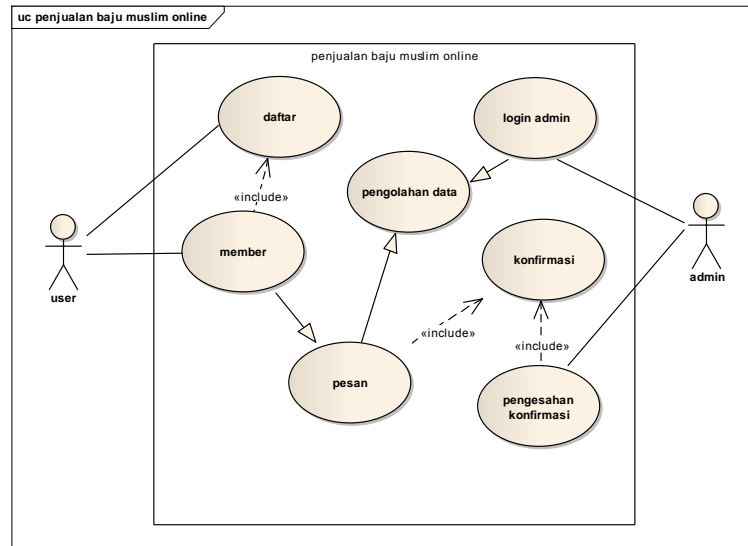 uc penjualan baju muslim online
penjualan baju muslim online
daftar
login admin
pengolahan data
«include»
member
konfirmasi
user
admin
«include»
«include»
pesan
pengesahan
konfirmasi